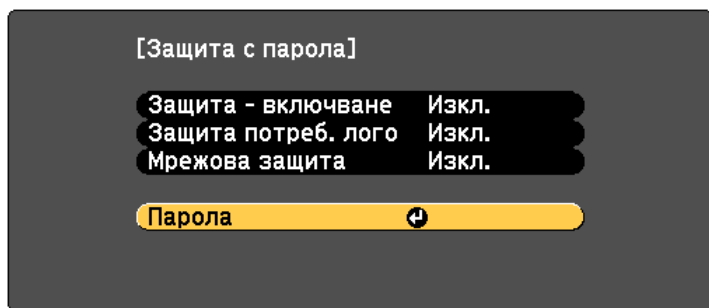 [Защита с парола]
Защита - включване Изкл.
Защита потреб. лого Изкл.
Мрежова защита Изкл.
Парола